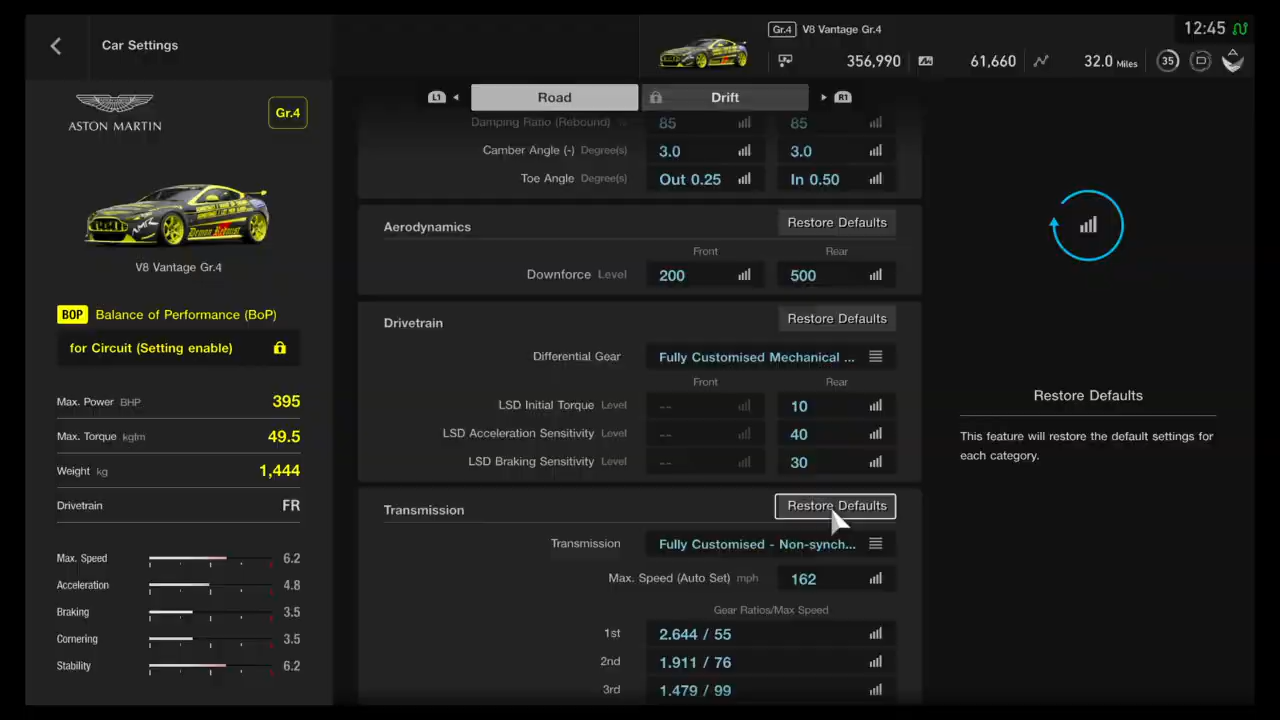 Car Settings
Gr.4 V8 Vantage Gr.4
356,990 61,660 32.0 Miles 35
12:45
ASTON MARTIN
Gr.4
V8 Vantage Gr.4
BOP Balance of Performance (BoP)
for Circuit (Setting enable)
Max. Power BHP 395
Max. Torque kgfm 49.5
Weight kg 1,444
Drivetrain FR
Max. Speed 6.2
Acceleration 4.8
Braking 3.5
Cornering 3.5
Stability 6.2
L1 Road Drift R1
Damping Ratio (Rebound) % 85 85
Camber Angle (-) Degree(s) 3.0 3.0
Toe Angle Degree(s) Out 0.25 In 0.50
Aerodynamics Restore Defaults
Front Rear
Downforce Level 200 500
Drivetrain Restore Defaults
Differential Gear Fully Customised Mechanical ...
Front Rear
LSD Initial Torque Level -- 10
LSD Acceleration Sensitivity Level -- 40
LSD Braking Sensitivity Level -- 30
Transmission Restore Defaults
Transmission Fully Customised - Non-synch...
Max. Speed (Auto Set) mph 162
Gear Ratios/Max Speed
1st 2.644 / 55
2nd 1.911 / 76
3rd 1.479 / 99
Restore Defaults
This feature will restore the default settings for
each category.